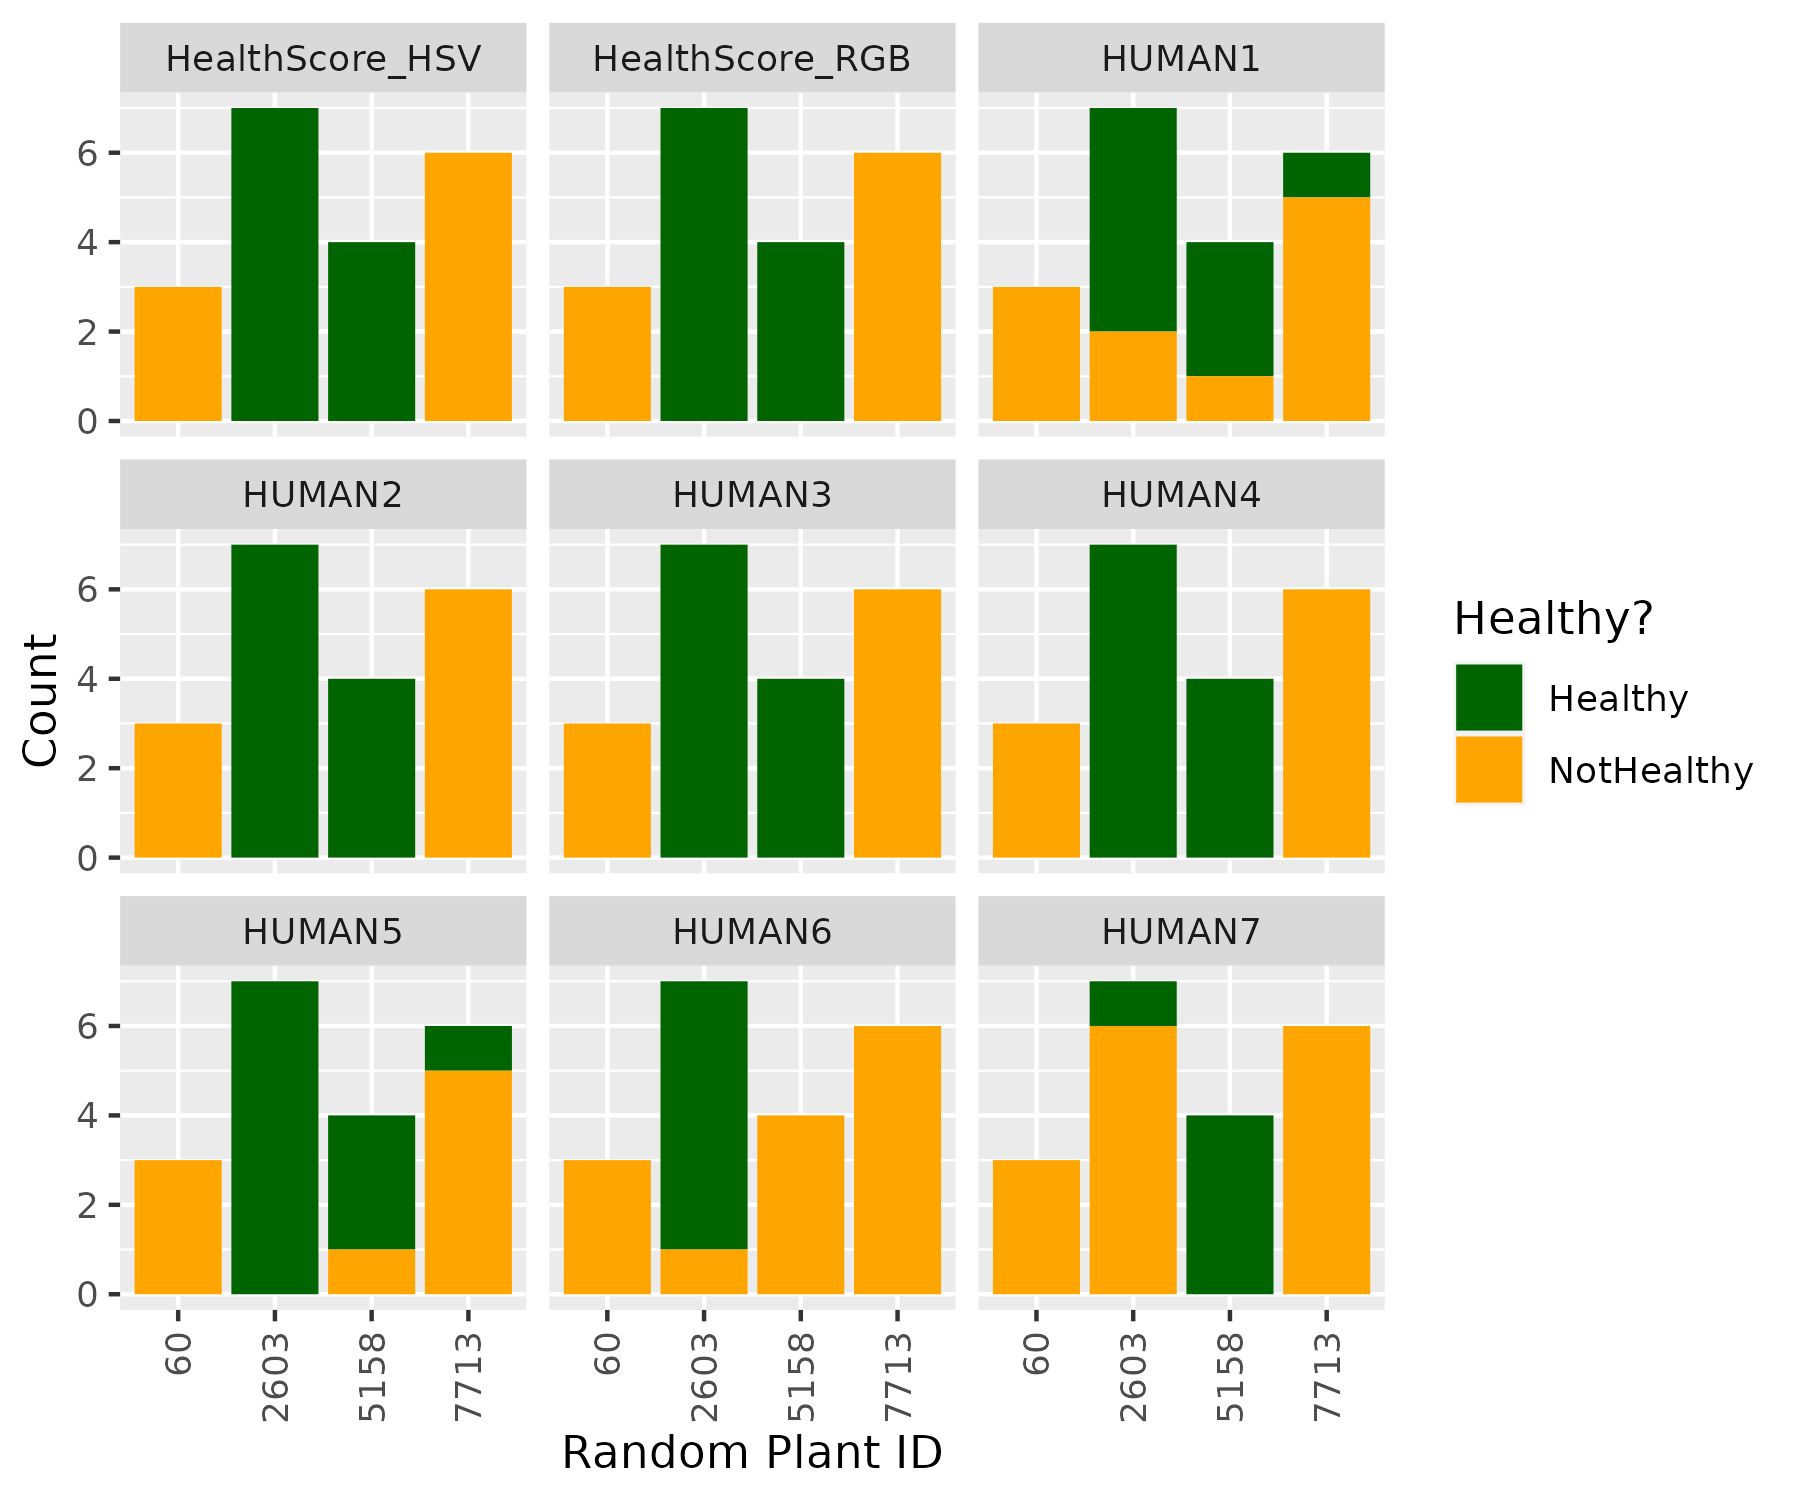 HealthScore_HSV
HealthScore_RGB
HUMAN1
6
4
2
0
HUMAN2
HUMAN3
HUMAN4
6
4
2
0
Count
HUMAN5
HUMAN6
HUMAN7
6
4
2
0
60
2603
5158
7713
60
2603
5158
7713
60
2603
5158
7713
Random Plant ID
Healthy?
Healthy
NotHealthy